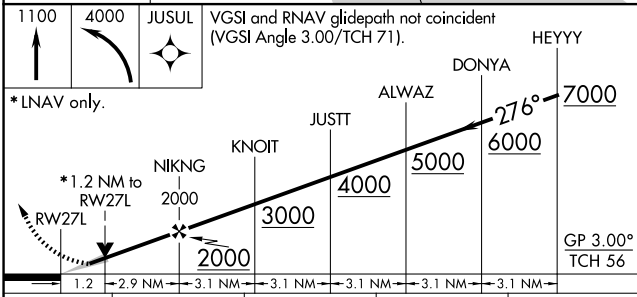 1100
4000
JUSUL
VGSI and RNAV glidepath not coincident
(VGSI Angle 3.00/TCH 71).
*LNAV only.
HEYYY
DONYA
ALWAZ
JUSTT
KNOIT
NIKNG
2000
*1.2 NM to
RW27L
RW27L
276°
7000
6000
5000
4000
3000
2000
GP 3.00°
TCH 56
1.2
2.9 NM
3.1 NM
3.1 NM
3.1 NM
3.1 NM
3.1 NM